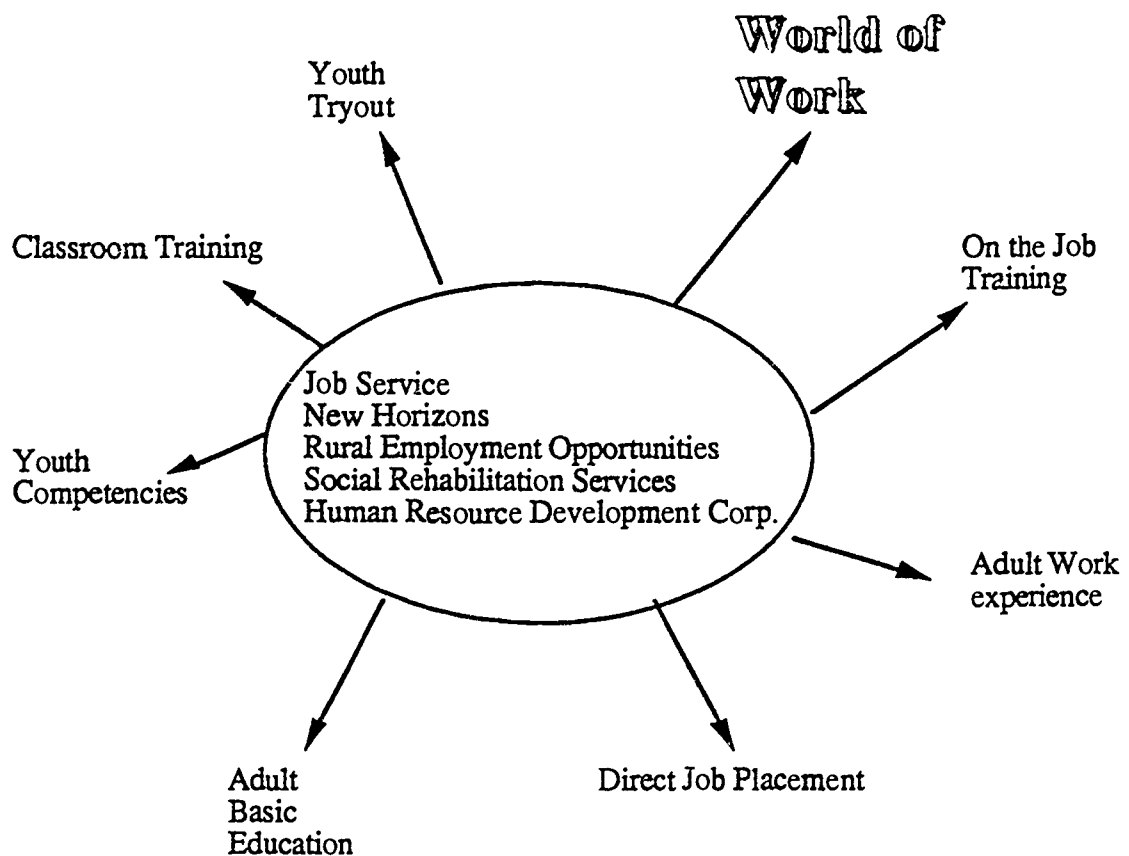 World of
Work
Youth
Tryout
Classroom Training
On the Job
Training
Job Service
New Horizons
Rural Employment Opportunities
Social Rehabilitation Services
Human Resource Development Corp.
Youth
Competencies
Adult Work
experience
Adult
Basic
Education
Direct Job Placement